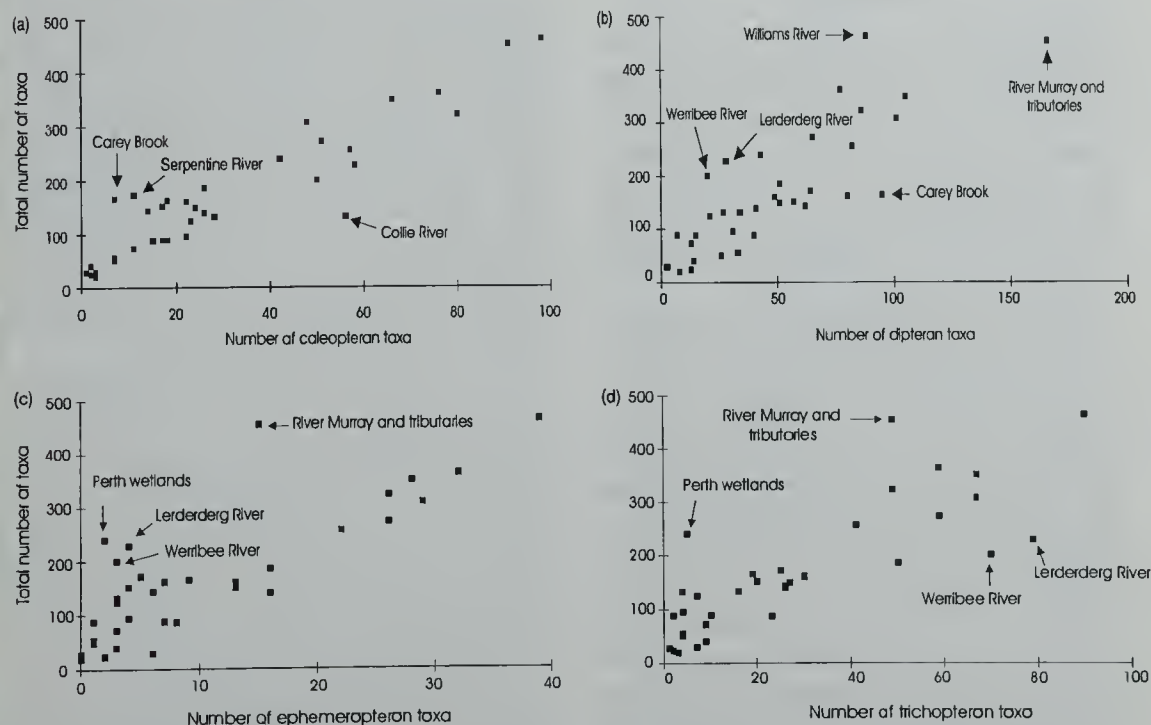 (a)
Total number of taxa
500
400
300
200
100
0
Carey Brook
Serpentine River
Collie River
0 20 40 60 80 100
Number af caleopteran taxa
(b)
500
400
300
200
100
0
Williams River
River Murray and
tributories
Werribee River
Lerderderg River
Carey Brook
0 50 100 150 200
Number of dipteran taxa
(c)
Total number of taxa
500
400
300
200
100
0
River Murray and tributaries
Perth wetlands
Lerderderg River
Werribee River
0 10 20 30 40
Number of ephemeropteron taxa
(d)
500
400
300
200
100
0
River Murray and
tributories
Perth wetlands
Lerderderg River
Werribee River
0 20 40 60 80 100
Number of trichopteron taxo